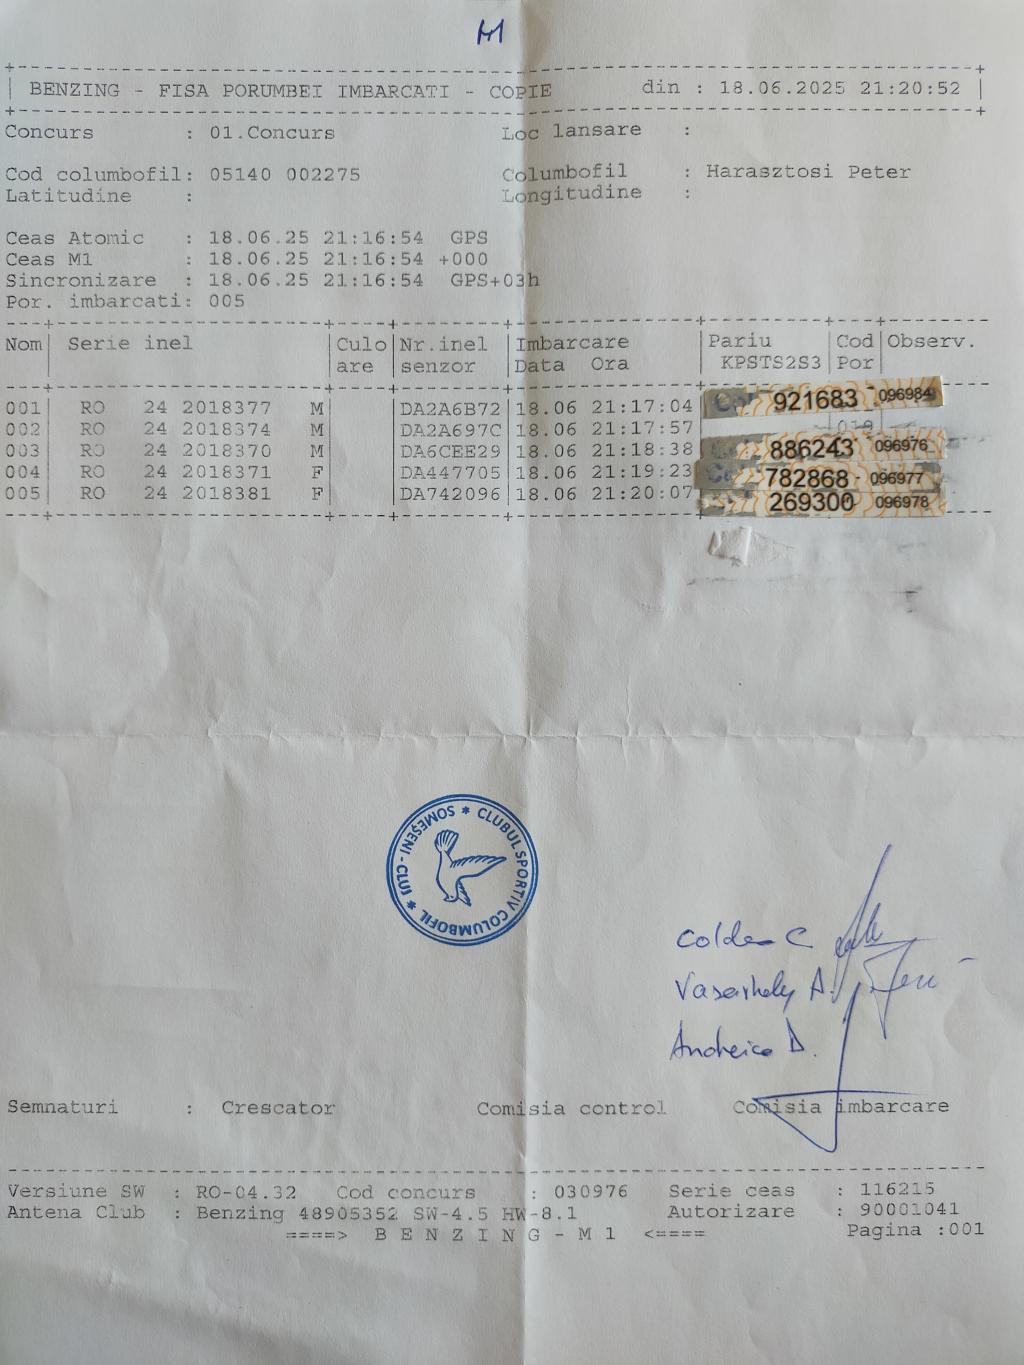 M
BENZING - FISA PORUMBEI IMBARCATI - COPIE din : 18.06.2025 21:20:52
Concurs : 01.Concurs Loc lansare :
Cod columbofil: 05140 002275 Columbofil : Harasztosi Peter
Latitudine : Longitudine :
Ceas Atomic : 18.06.25 21:16:54 GPS
Ceas M1 : 18.06.25 21:16:54 +000
Sincronizare : 18.06.25 21:16:54 GPS+03h
Por. imbarcati: 005
Nom Serie inel Culo Nr.inel Imbarcare Pariu Cod Observ.
are senzor Data Ora KPSTS2S3 Por
001 RO 24 2018377 M DA2A6B72 18.06 21:17:04 921683 096984
002 RO 24 2018374 M DA2A697C 18.06 21:17:57
003 RO 24 2018370 M DA6CEE29 18.06 21:18:38 886243 096976
004 RO 24 2018371 F DA447705 18.06 21:19:23 782868 096977
005 RO 24 2018381 F DA742096 18.06 21:20:07 269300 096978
CLUBUL SPORTIV COLUMBOFIL * CLUJ - SOMEȘENI *
Coldea C
Vasarhely A.
Andreica D.
Semnaturi : Crescator Comisia control Comisia imbarcare
Versiune SW : RO-04.32 Cod concurs : 030976 Serie ceas : 116215
Antena Club : Benzing 48905352 SW-4.5 HW-8.1 Autorizare : 90001041
====> B E N Z I N G - M 1 <==== Pagina :001